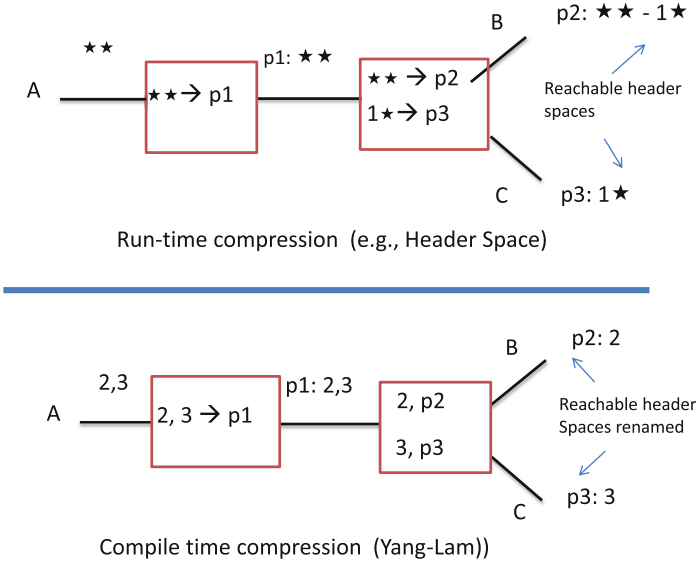 B
p2: ★★ - 1★
★★
p1: ★★
A
★★→ p1
★★ → p2
1★→ p3
Reachable header
spaces
C
p3: 1★
Run-time compression (e.g., Header Space)
B
p2: 2
2,3
p1: 2,3
A
2, 3 → p1
2, p2
3, p3
Reachable header
Spaces renamed
C
p3: 3
Compile time compression (Yang-Lam))